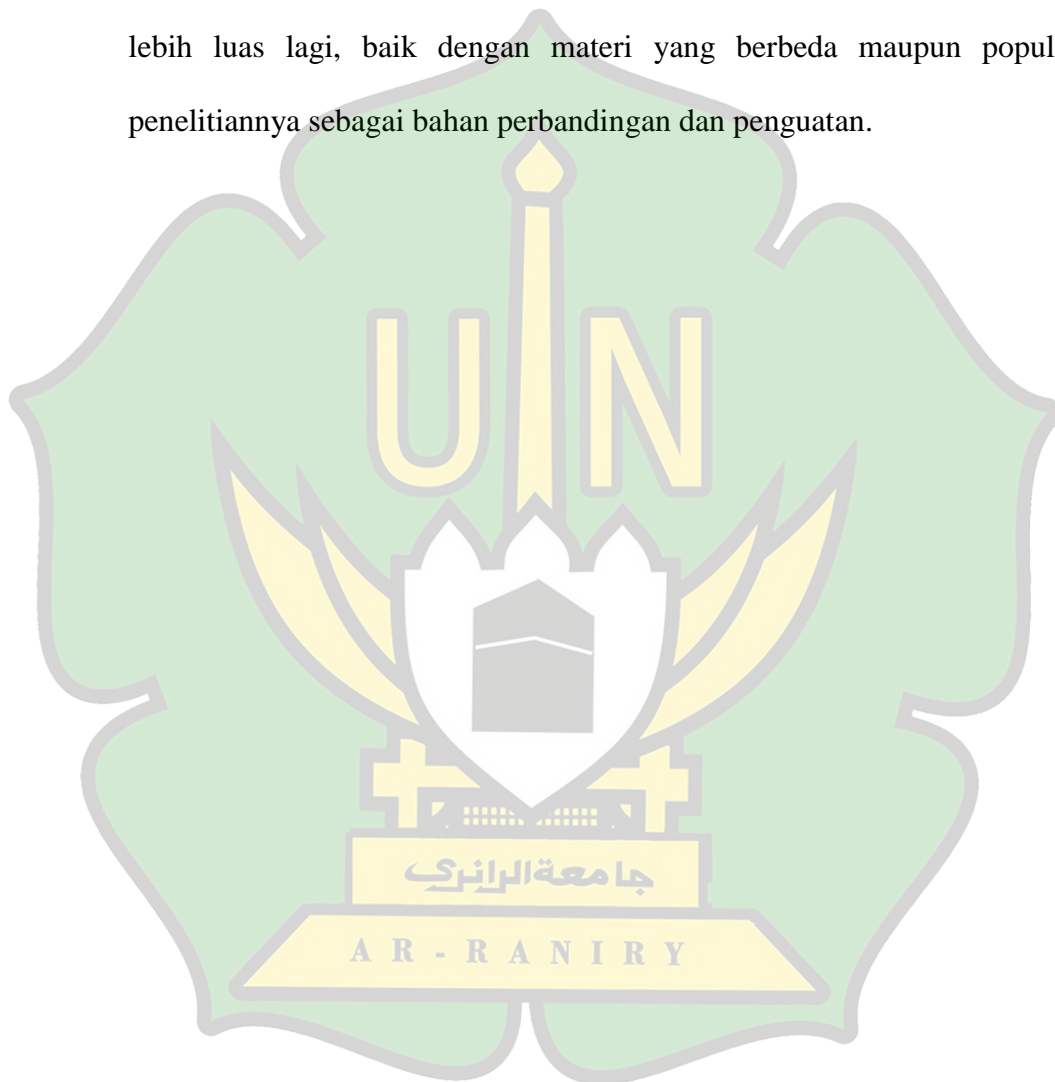 lebih luas lagi, baik dengan materi yang berbeda maupun popul
penelitiannya sebagai bahan perbandingan dan penguatan.
UIN
جامعة الرانري
AR-RANIRY